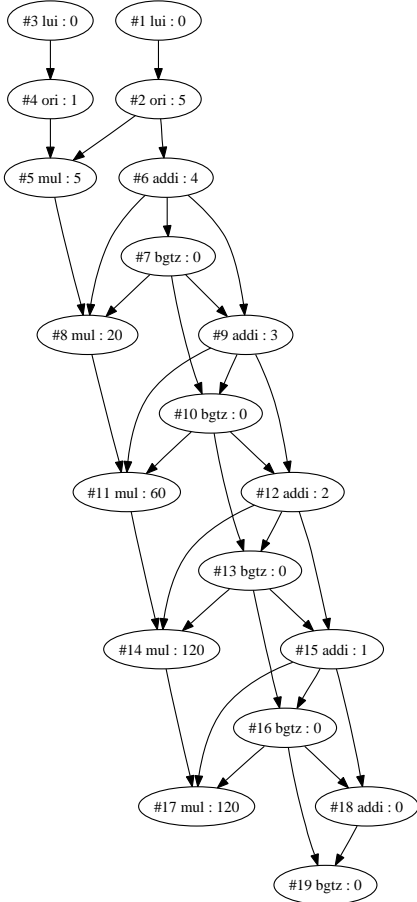 #3 lui : 0
#1 lui : 0
#4 ori : 1
#2 ori : 5
#5 mul : 5
#6 addi : 4
#7 bgtz : 0
#8 mul : 20
#9 addi : 3
#10 bgtz : 0
#11 mul : 60
#12 addi : 2
#13 bgtz : 0
#14 mul : 120
#15 addi : 1
#16 bgtz : 0
#17 mul : 120
#18 addi : 0
#19 bgtz : 0